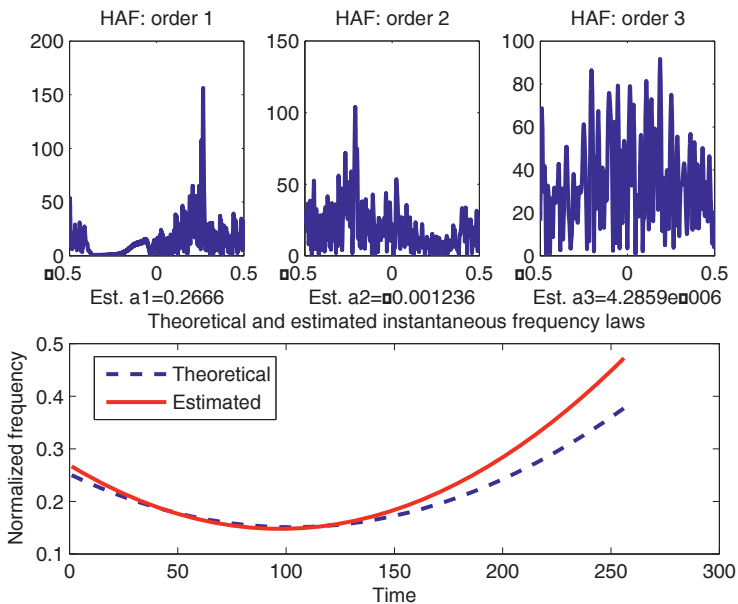 HAF: order 1
HAF: order 2
HAF: order 3
200
150
100
50
0
150
100
50
0
100
80
60
40
20
0
▯0.5 0 0.5
▯0.5 0 0.5
▯0.5 0 0.5
Est. a1=0.2666
Est. a2=▯0.001236
Est. a3=4.2859e▯006
Theoretical and estimated instantaneous frequency laws
0.5
0.4
0.3
0.2
0.1
Normalized frequency
Theoretical
Estimated
0 50 100 150 200 250 300
Time